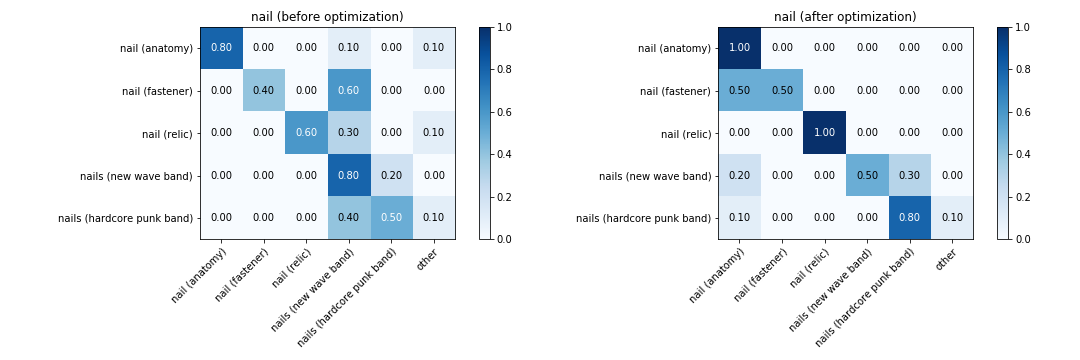 nail (before optimization)
nail (anatomy) 0.80 0.00 0.00 0.10 0.00 0.10
nail (fastener) 0.00 0.40 0.00 0.60 0.00 0.00
nail (relic) 0.00 0.00 0.60 0.30 0.00 0.10
nails (new wave band) 0.00 0.00 0.00 0.80 0.20 0.00
nails (hardcore punk band) 0.00 0.00 0.00 0.40 0.50 0.10
nail (anatomy)
nail (fastener)
nail (relic)
nails (new wave band)
nails (hardcore punk band)
other
1.0
0.8
0.6
0.4
0.2
0.0
nail (after optimization)
nail (anatomy) 1.00 0.00 0.00 0.00 0.00 0.00
nail (fastener) 0.50 0.50 0.00 0.00 0.00 0.00
nail (relic) 0.00 0.00 1.00 0.00 0.00 0.00
nails (new wave band) 0.20 0.00 0.00 0.50 0.30 0.00
nails (hardcore punk band) 0.10 0.00 0.00 0.00 0.80 0.10
nail (anatomy)
nail (fastener)
nail (relic)
nails (new wave band)
nails (hardcore punk band)
other
1.0
0.8
0.6
0.4
0.2
0.0